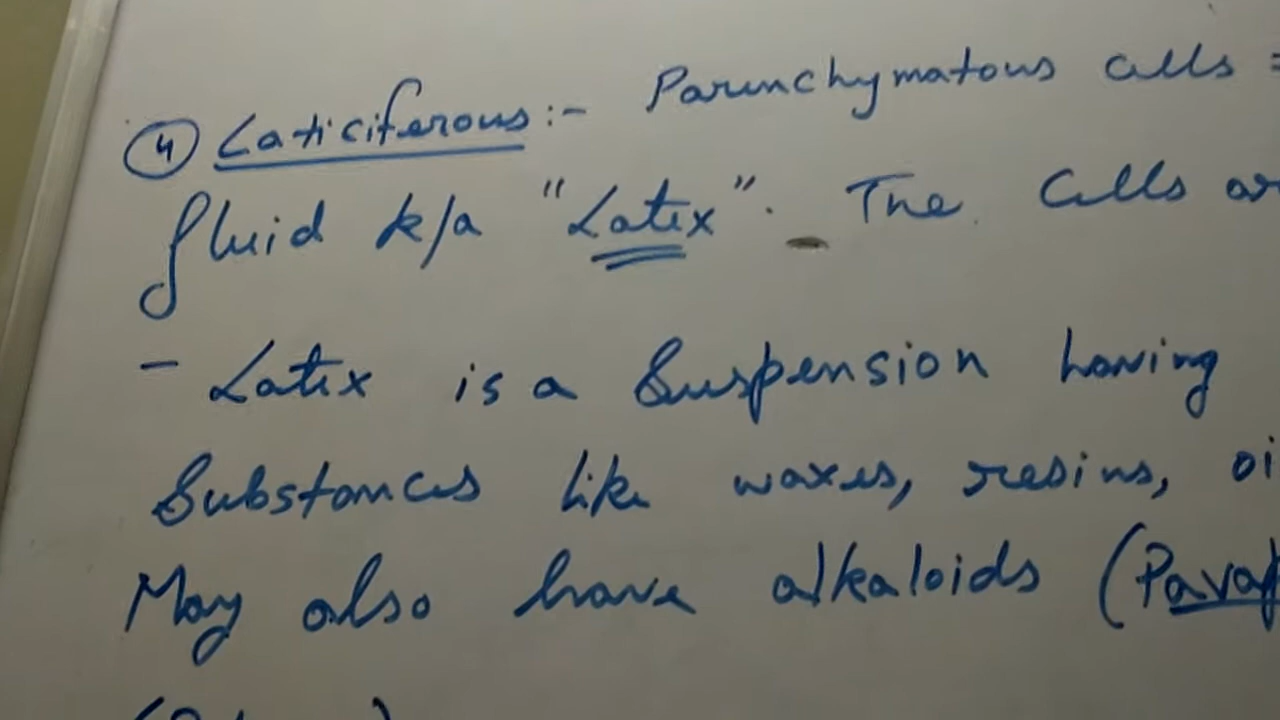 ④ Laticiferous:- Parunchymatous cells =
fluid k/a "Latex". The Cells
- Latex is a Suspension having
Substances like waxes, resins,
May also have alkaloids (